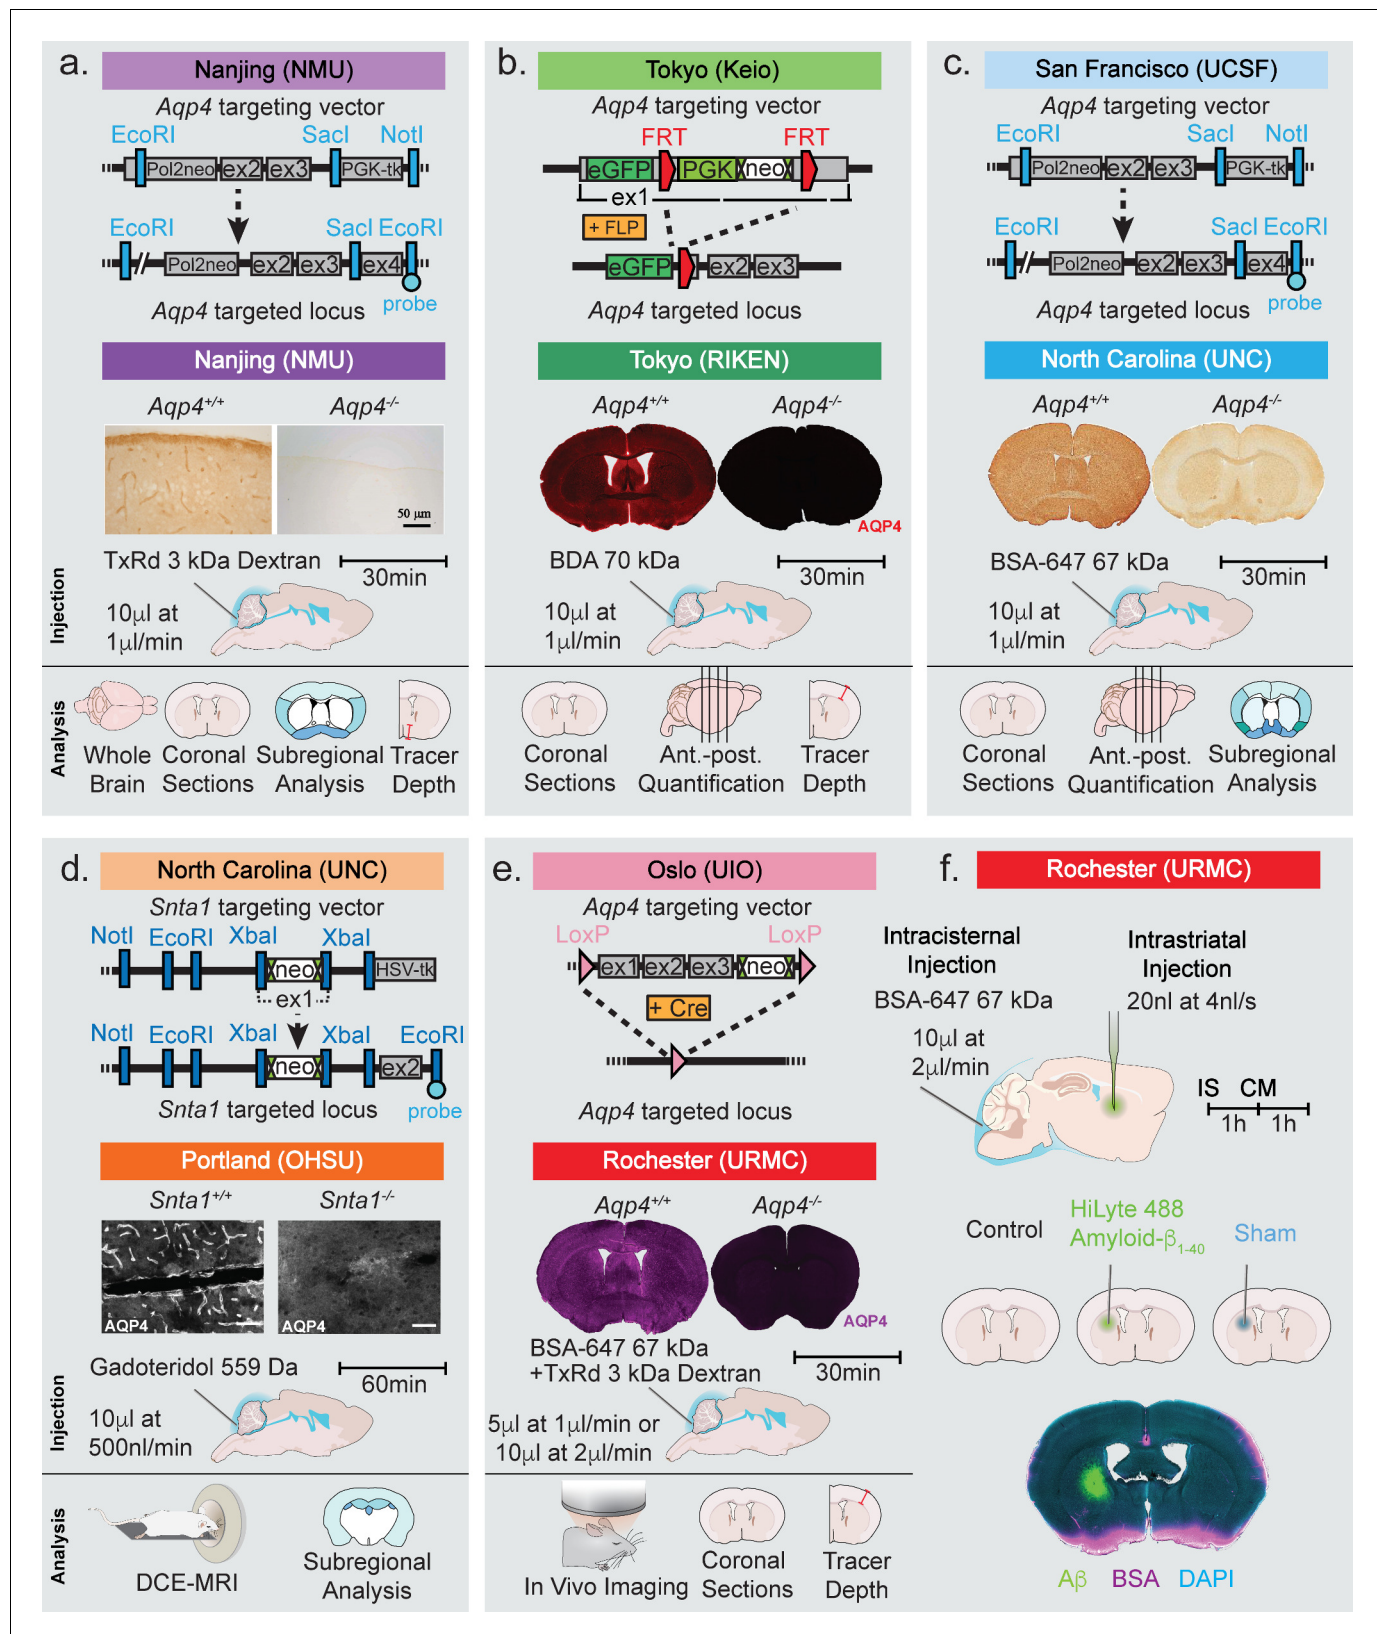 a.
Nanjing (NMU)
Aqp4 targeting vector
EcoRI SacI NotI
Pol2neo ex2 ex3 PGK-tk
EcoRI SacI EcoRI
Pol2neo ex2 ex3 ex4
Aqp4 targeted locus probe
Nanjing (NMU)
Aqp4+/+ Aqp4-/-
50 µm
TxRd 3 kDa Dextran
30min
10µl at
1µl/min
Injection
Analysis
Whole
Brain
Coronal
Sections
Subregional
Analysis
Tracer
Depth
b.
Tokyo (Keio)
Aqp4 targeting vector
FRT FRT
eGFP PGK neo
ex1
+ FLP
eGFP ex2 ex3
Aqp4 targeted locus
Tokyo (RIKEN)
Aqp4+/+ Aqp4-/-
AQP4
BDA 70 kDa
30min
10µl at
1µl/min
Coronal
Sections
Ant.-post.
Quantification
Tracer
Depth
c.
San Francisco (UCSF)
Aqp4 targeting vector
EcoRI SacI NotI
Pol2neo ex2 ex3 PGK-tk
EcoRI SacI EcoRI
Pol2neo ex2 ex3 ex4
Aqp4 targeted locus probe
North Carolina (UNC)
Aqp4+/+ Aqp4-/-
BSA-647 67 kDa
30min
10µl at
1µl/min
Coronal
Sections
Ant.-post.
Quantification
Subregional
Analysis
d.
North Carolina (UNC)
Snta1 targeting vector
NotI EcoRI XbaI XbaI
neo HSV-tk
ex1
NotI EcoRI XbaI XbaI EcoRI
neo ex2
Snta1 targeted locus probe
Portland (OHSU)
Snta1+/+ Snta1-/-
AQP4 AQP4
Gadoteridol 559 Da
60min
10µl at
500nl/min
Injection
Analysis
DCE-MRI
Subregional
Analysis
e.
Oslo (UIO)
Aqp4 targeting vector
LoxP LoxP
ex1 ex2 ex3 neo
+ Cre
Aqp4 targeted locus
Rochester (URMC)
Aqp4+/+ Aqp4-/-
AQP4
BSA-647 67 kDa
+TxRd 3 kDa Dextran
30min
5µl at 1µl/min or
10µl at 2µl/min
In Vivo Imaging
Coronal
Sections
Tracer
Depth
f.
Rochester (URMC)
Intracisternal
Injection
BSA-647 67 kDa
10µl at
2µl/min
Intrastriatal
Injection
20nl at 4nl/s
IS CM
1h 1h
Control
HiLyte 488
Amyloid-β1-40
Sham
Aβ BSA DAPI